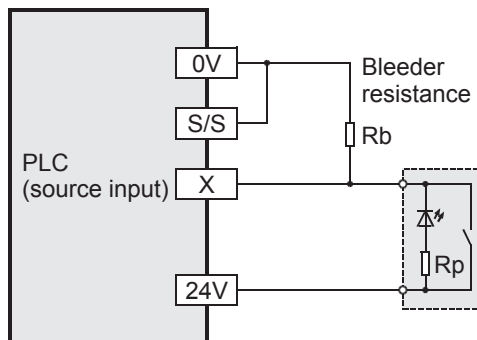 0V
Bleeder
resistance
S/S
Rb
PLC
(source input)
X
Rp
24V